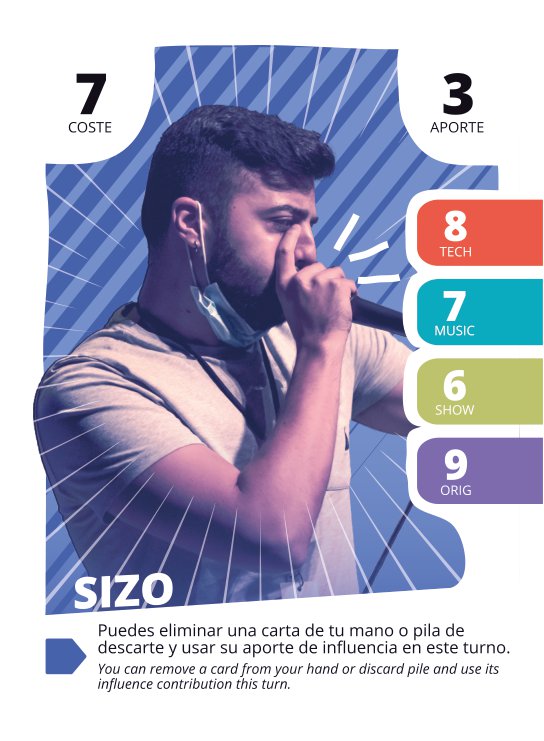 7
COSTE
3
APORTE
8
TECH
7
MUSIC
6
SHOW
9
ORIG
SIZO
Puedes eliminar una carta de tu mano o pila de
descarte y usar su aporte de influencia en este turno.
You can remove a card from your hand or discard pile and use its
influence contribution this turn.